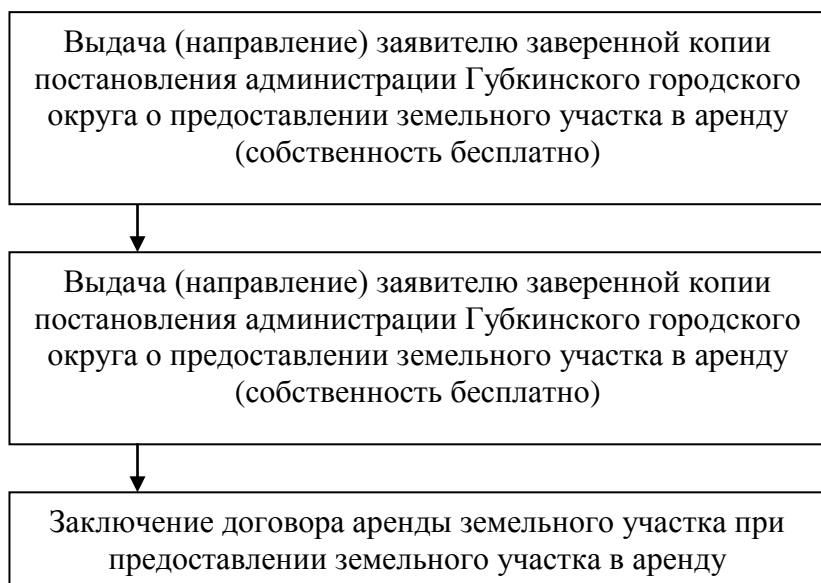 Выдача (направление) заявителю заверенной копии
постановления администрации Губкинского городского
округа о предоставлении земельного участка в аренду
(собственность бесплатно)
Выдача (направление) заявителю заверенной копии
постановления администрации Губкинского городского
округа о предоставлении земельного участка в аренду
(собственность бесплатно)
Заключение договора аренды земельного участка при
предоставлении земельного участка в аренду